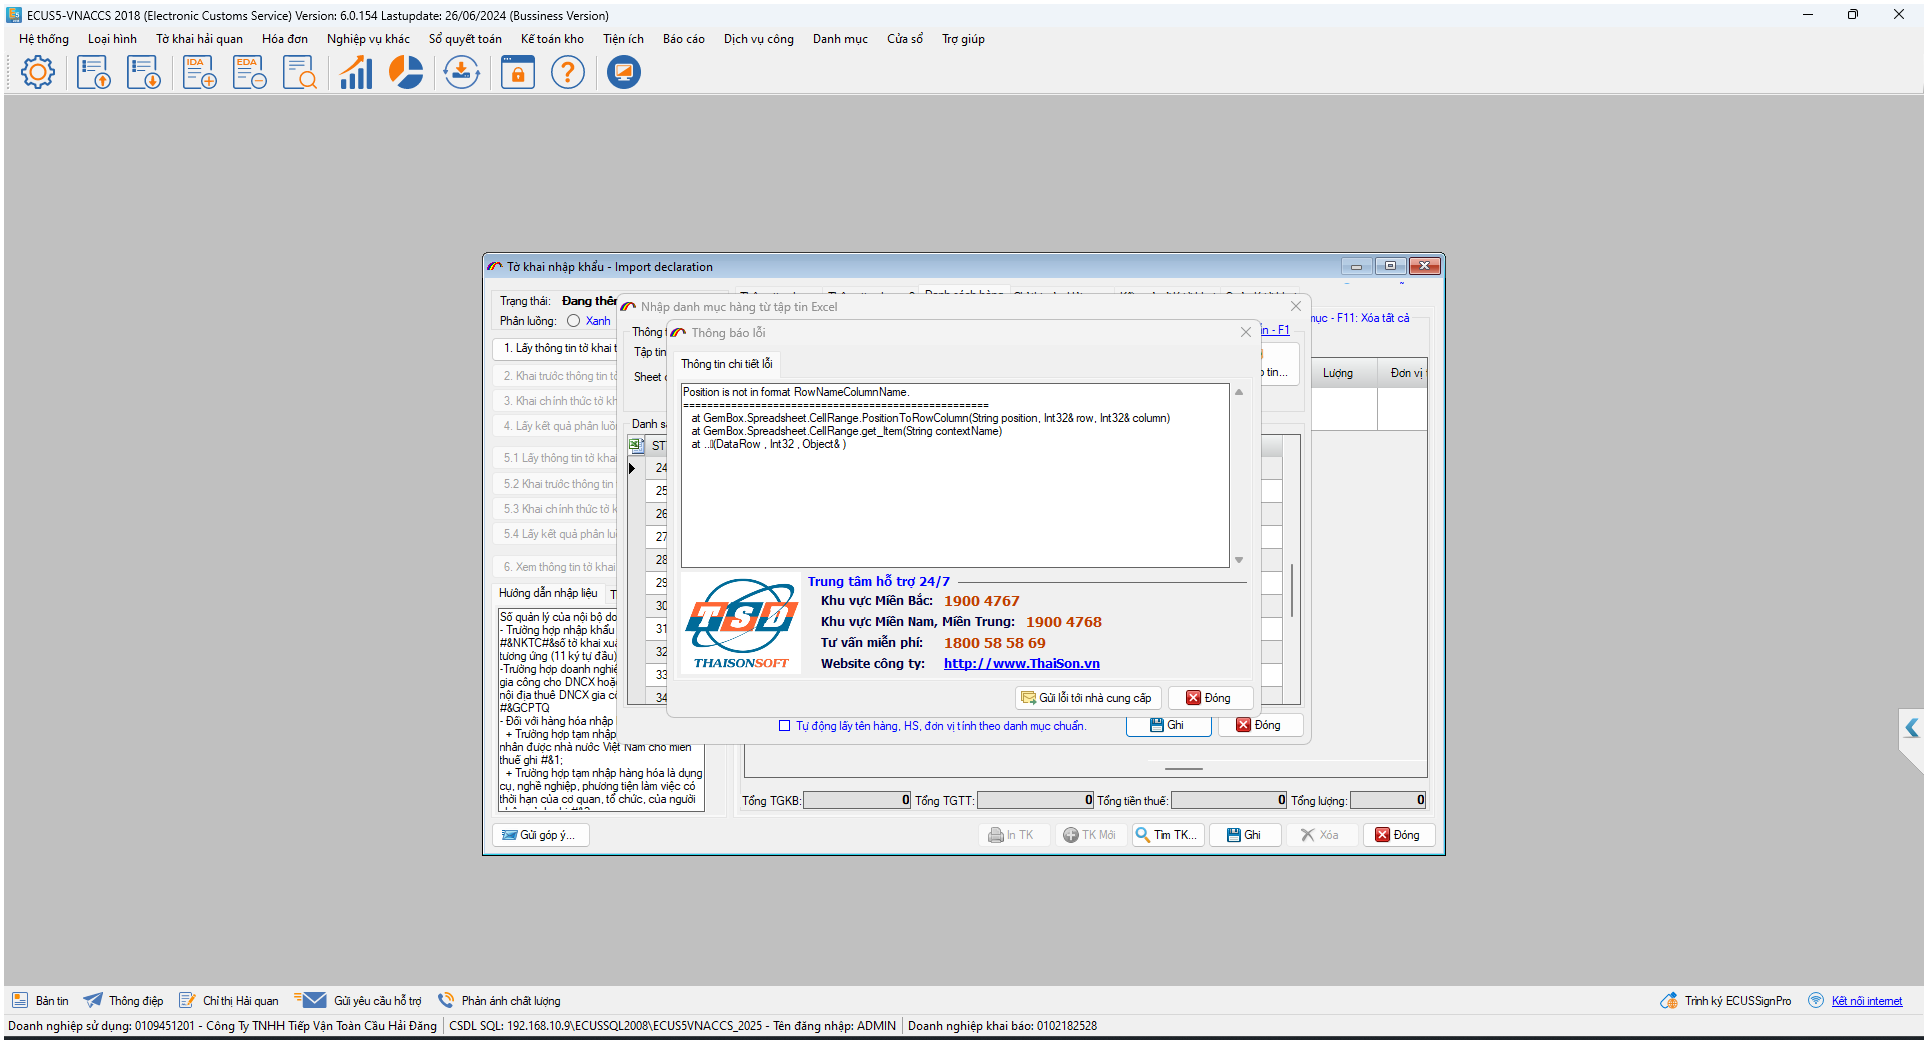 ECUS5-VNACCS 2018 (Electronic Customs Service) Version: 6.0.154 Lastupdate: 26/06/2024 (Bussiness Version)
Hệ thống Loại hình Tờ khai hải quan Hóa đơn Nghiệp vụ khác Sổ quyết toán Kế toán kho Tiện ích Báo cáo Dịch vụ công Danh mục Cửa sổ Trợ giúp
IDA EDA
Tờ khai nhập khẩu - Import declaration
Trạng thái: Đang thêm
Phân luồng: Xanh
1. Lấy thông tin tờ khai
2. Khai trước thông tin tờ
3. Khai chính thức tờ kh
4. Lấy kết quả phân luồ
5.1 Lấy thông tin tờ khai
5.2 Khai trước thông tin
5.3 Khai chính thức tờ k
5.4 Lấy kết quả phân lu
6. Xem thông tin tờ khai
Hướng dẫn nhập liệu
Số quản lý của nội bộ do
- Trường hợp nhập khẩu
#&NKTC#&số tờ khai xuấ
tương ứng (11 ký tự đầu)
-Trường hợp doanh nghiệ
gia công cho DNCX hoặ
nội địa thuê DNCX gia cô
#&GCPTQ
- Đối với hàng hóa nhập
+ Trường hợp tạm nhập
nhân được nhà nước Việt Nam cho miễn
thuế ghi #&1;
+ Trường hợp tạm nhập hàng hóa là dụng
cụ, nghề nghiệp, phương tiện làm việc có
thời hạn của cơ quan, tổ chức, của người
Gửi góp ý...
Danh sách hàng
mục - F11: Xóa tất cả
Lượng Đơn vị t
Nhập danh mục hàng từ tập tin Excel
Thông t
Tập tin
Sheet
ìn - F1
tin...
Danh sá
ST
24
25
26
27
28
29
30
31
32
33
34
Thông báo lỗi
Thông tin chi tiết lỗi
Position is not in format RowNameColumnName.
====================================================
at GemBox.Spreadsheet.CellRange.PositionToRowColumn(String position, Int32& row, Int32& column)
at GemBox.Spreadsheet.CellRange.get_Item(String contextName)
at ..(DataRow , Int32 , Object& )
TSD
THAISONSOFT
Trung tâm hỗ trợ 24/7
Khu vực Miền Bắc: 1900 4767
Khu vực Miền Nam, Miền Trung: 1900 4768
Tư vấn miễn phí: 1800 58 58 69
Website công ty: http://www.ThaiSon.vn
Gửi lỗi tới nhà cung cấp Đóng
Tự động lấy tên hàng, HS, đơn vị tính theo danh mục chuẩn. Ghi Đóng
Tổng TGKB: 0 Tổng TGTT: 0 Tổng tiền thuế: 0 Tổng lượng: 0
In TK TK Mới Tìm TK... Ghi Xóa Đóng
Bản tin Thông điệp Chỉ thị Hải quan Gửi yêu cầu hỗ trợ Phản ánh chất lượng Trình ký ECUSSignPro Kết nối internet
Doanh nghiệp sử dụng: 0109451201 - Công Ty TNHH Tiếp Vận Toàn Cầu Hải Đăng CSDL SQL: 192.168.10.9\ECUSSQL2008\ECUS5VNACCS_2025 - Tên đăng nhập: ADMIN Doanh nghiệp khai báo: 0102182528